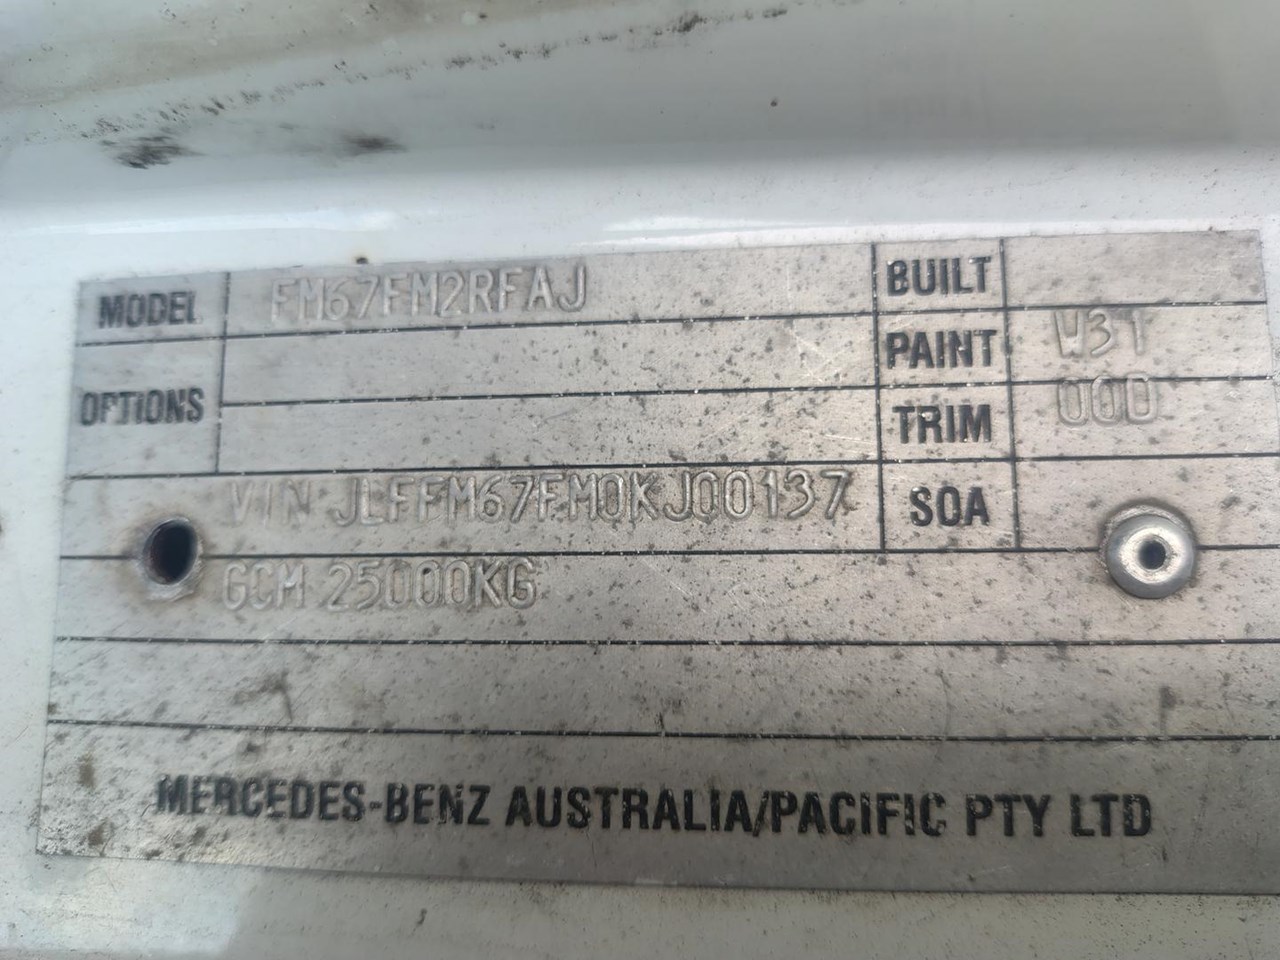 MODEL FM67FM2RFAJ BUILT
PAINT W31
OPTIONS TRIM 000
VIN JLFFM67FM0KJ00137 SOA
GCM 25000KG
MERCEDES-BENZ AUSTRALIA/PACIFIC PTY LTD